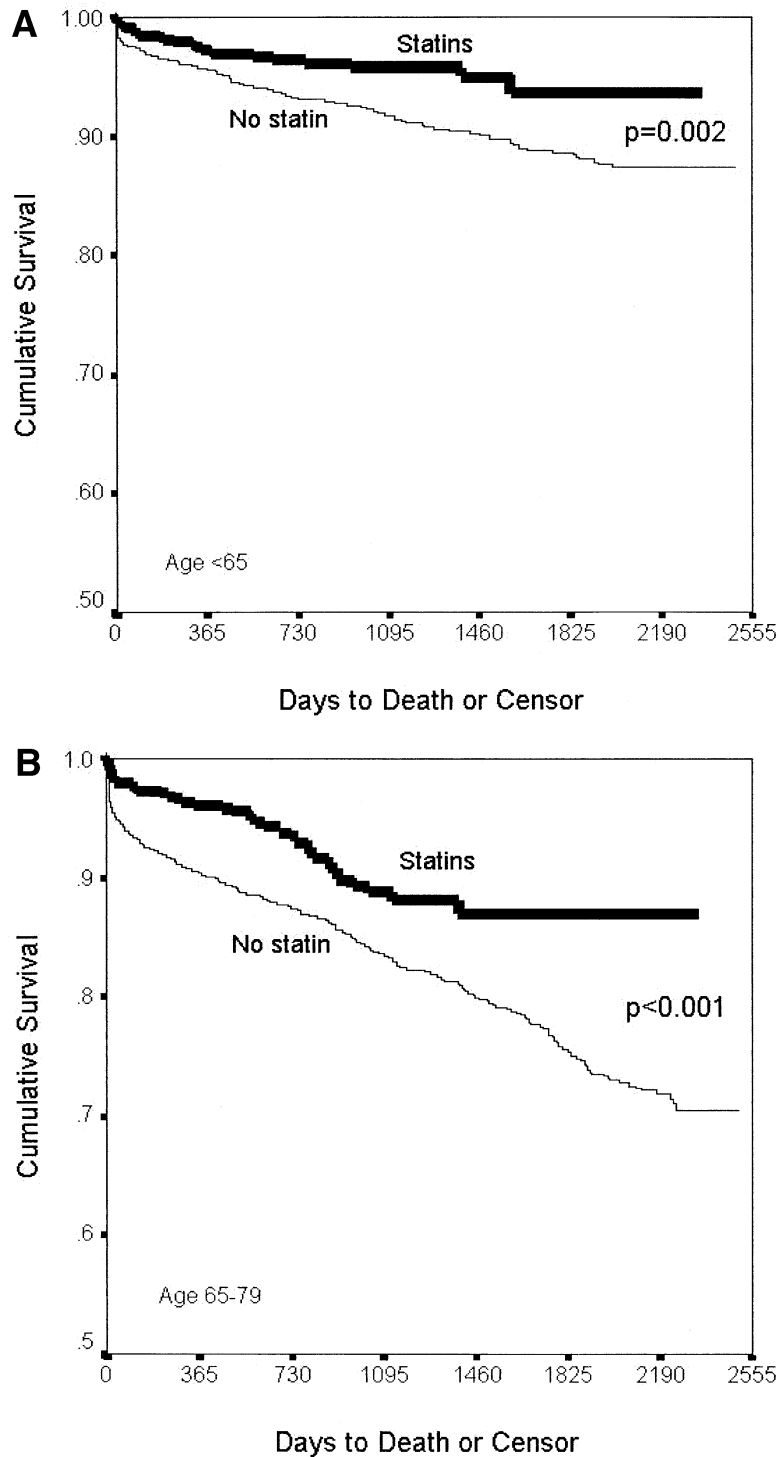 A
1.00
Statins
No statin
p=0.002
.90
.80
.70
.60
.50
Cumulative Survival
Age <65
0 365 730 1095 1460 1825 2190 2555
Days to Death or Censor
B
1.0
Statins
.9
No statin
.8
p<0.001
.7
.6
.5
Cumulative Survival
Age 65-79
0 365 730 1095 1460 1825 2190 2555
Days to Death or Censor